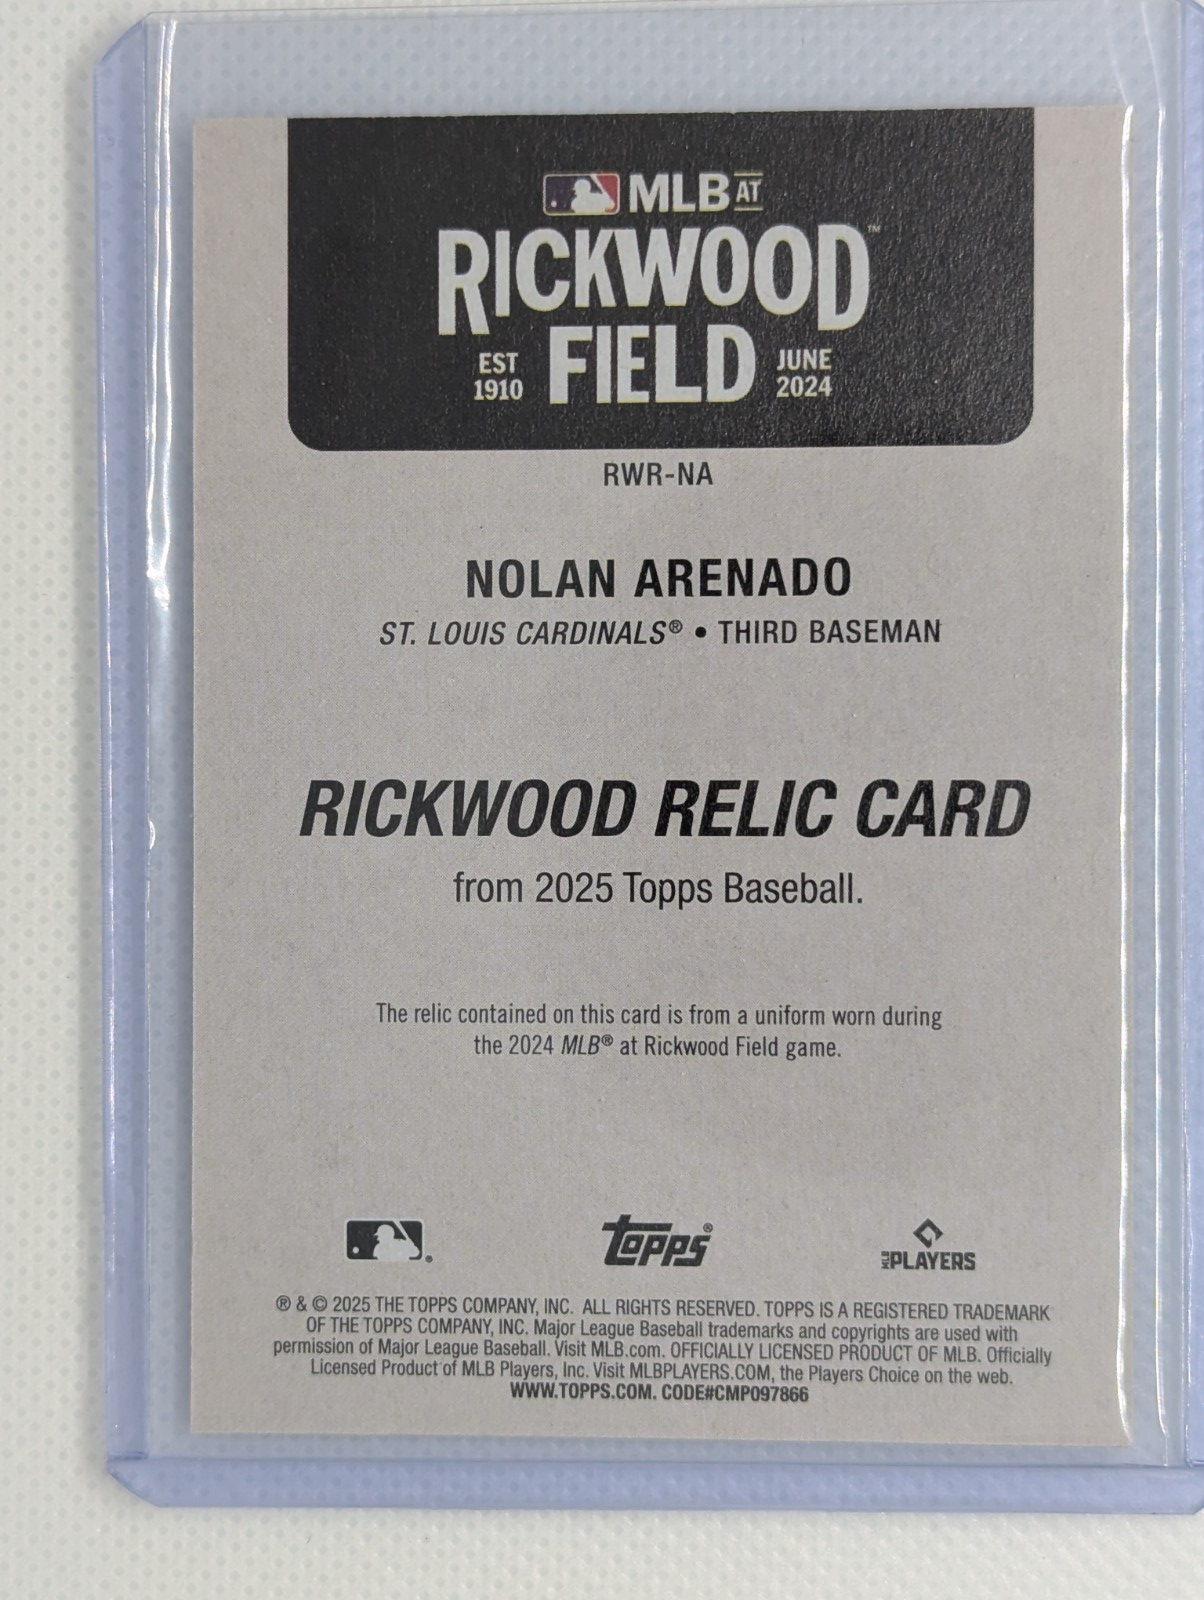 MLB AT
RICKWOOD™
FIELD
EST
1910
JUNE
2024
RWR-NA
NOLAN ARENADO
ST. LOUIS CARDINALS® • THIRD BASEMAN
RICKWOOD RELIC CARD
from 2025 Topps Baseball.
The relic contained on this card is from a uniform worn during
the 2024 MLB® at Rickwood Field game.
Topps®
MLB PLAYERS
® & © 2025 THE TOPPS COMPANY, INC. ALL RIGHTS RESERVED. TOPPS IS A REGISTERED TRADEMARK
OF THE TOPPS COMPANY, INC. Major League Baseball trademarks and copyrights are used with
permission of Major League Baseball. Visit MLB.com. OFFICIALLY LICENSED PRODUCT OF MLB. Officially
Licensed Product of MLB Players, Inc. Visit MLBPLAYERS.COM, the Players Choice on the web.
WWW.TOPPS.COM. CODE#CMP097866